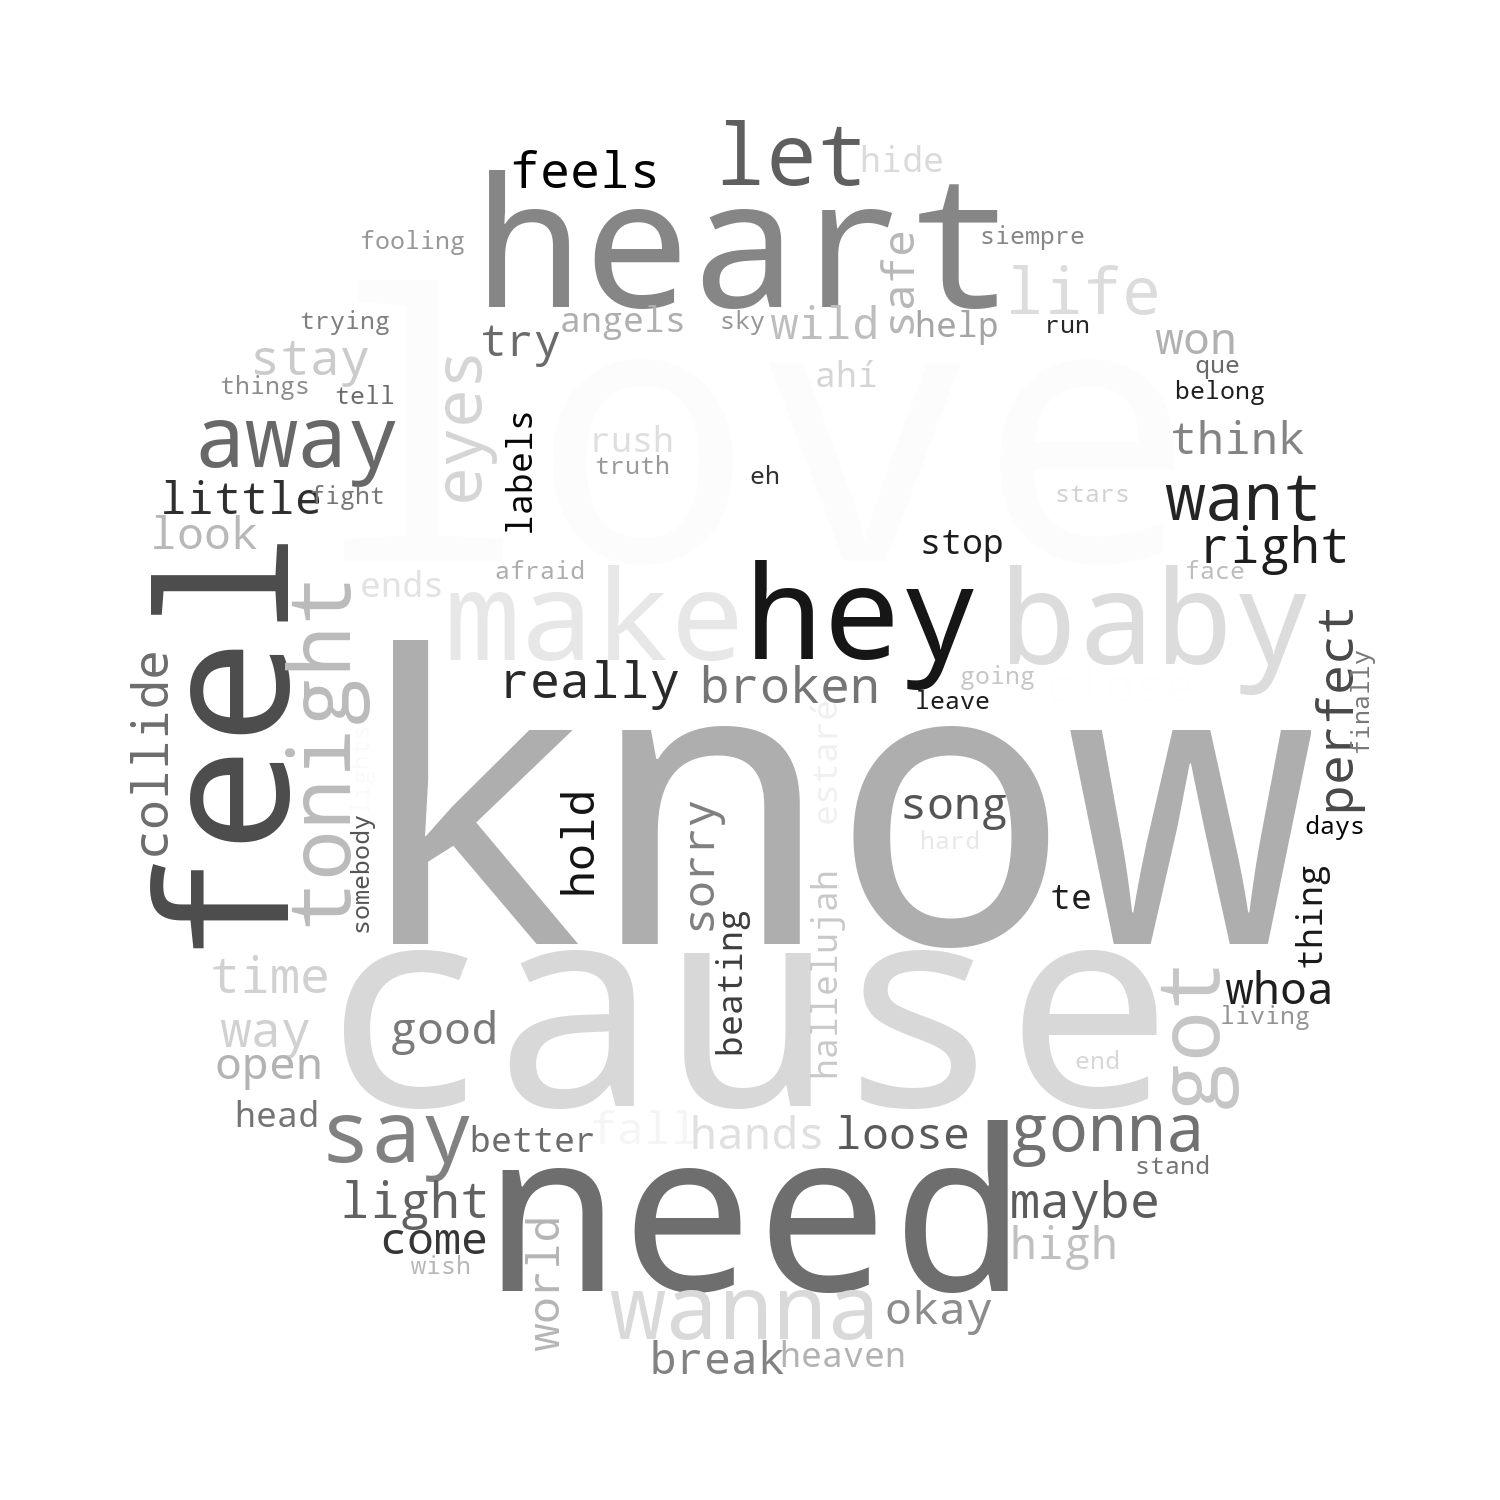 feels
let
hide
heart
fooling
safe
siempre
love
life
trying
try
angels
sky
wild
help
run
stay
eyes
won
things
tell
ahí
que
belong
away
labels
rush
truth
think
little
fight
eh
stars
want
look
stop
right
feel
tonight
ends
afraid
make
hey
baby
face
collide
really
broken
going
leave
perfect
finally
know
lights
estaré
somebody
hold
sorry
song
hard
days
te
thing
beating
hallelujah
cause
time
got
whoa
way
good
living
open
end
head
say
better
fall
hands
loose
gonna
stand
need
light
maybe
come
world
high
wish
wanna
okay
break
heaven